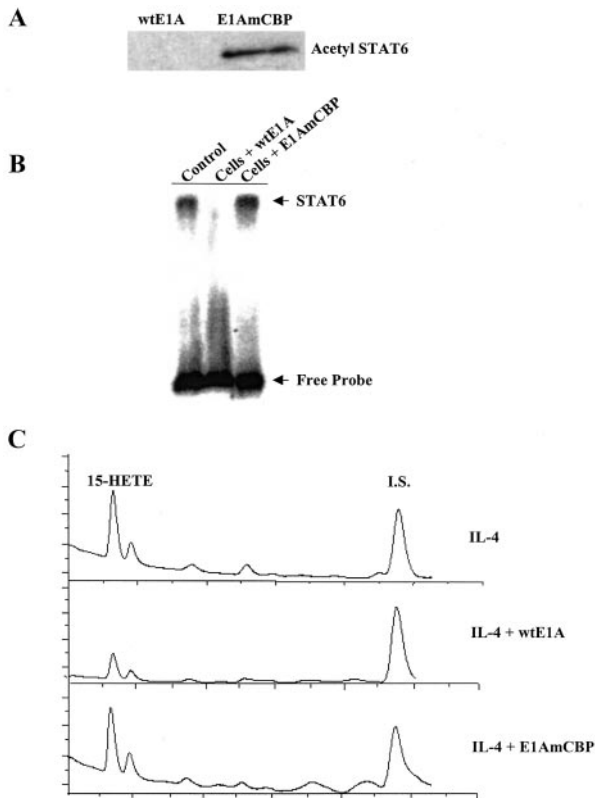 A
wtE1A
E1AmCBP
Acetyl STAT6
B
Control
Cells + wtE1A
Cells + E1AmCBP
STAT6
Free Probe
C
15-HETE
I.S.
IL-4
IL-4 + wtE1A
IL-4 + E1AmCBP